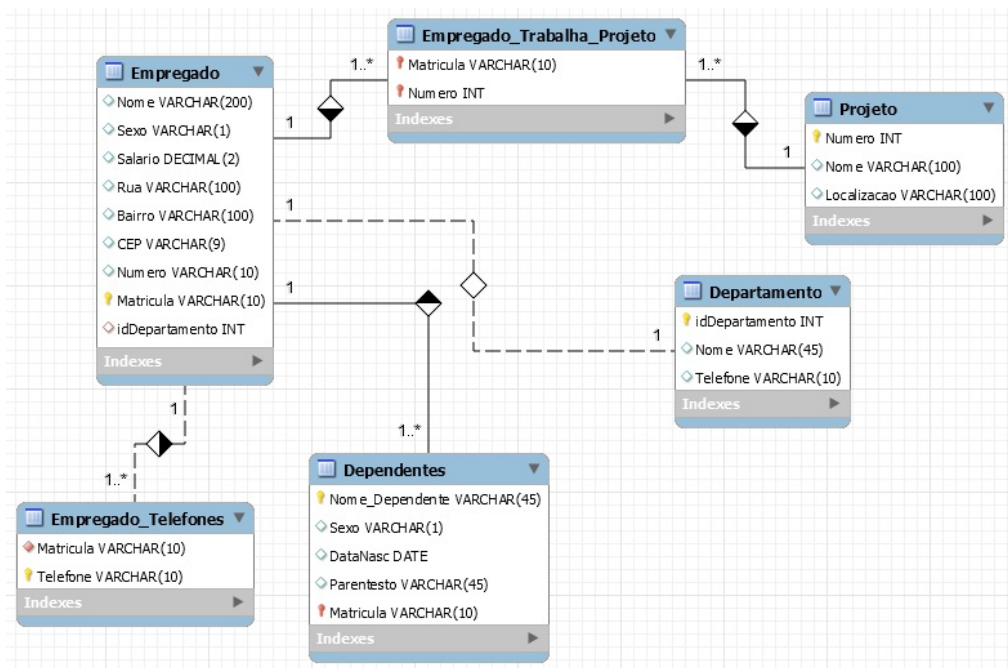 Empregado_Trabalha_Projeto
Matricula VARCHAR(10)
Numero INT
Indexes
1..*
1..*
Empregado
Nome VARCHAR(200)
Sexo VARCHAR(1)
Salario DECIMAL(2)
Rua VARCHAR(100)
Bairro VARCHAR(100)
CEP VARCHAR(9)
Numero VARCHAR(10)
Matricula VARCHAR(10)
idDepartamento INT
Indexes
1
1
1
1
Projeto
Numero INT
Nome VARCHAR(100)
Localizacao VARCHAR(100)
Indexes
1
Departamento
idDepartamento INT
Nome VARCHAR(45)
Telefone VARCHAR(10)
Indexes
1
1..*
Empregado_Telefones
Matricula VARCHAR(10)
Telefone VARCHAR(10)
Indexes
1..*
Dependentes
Nome_Dependente VARCHAR(45)
Sexo VARCHAR(1)
DataNasc DATE
Parentesto VARCHAR(45)
Matricula VARCHAR(10)
Indexes